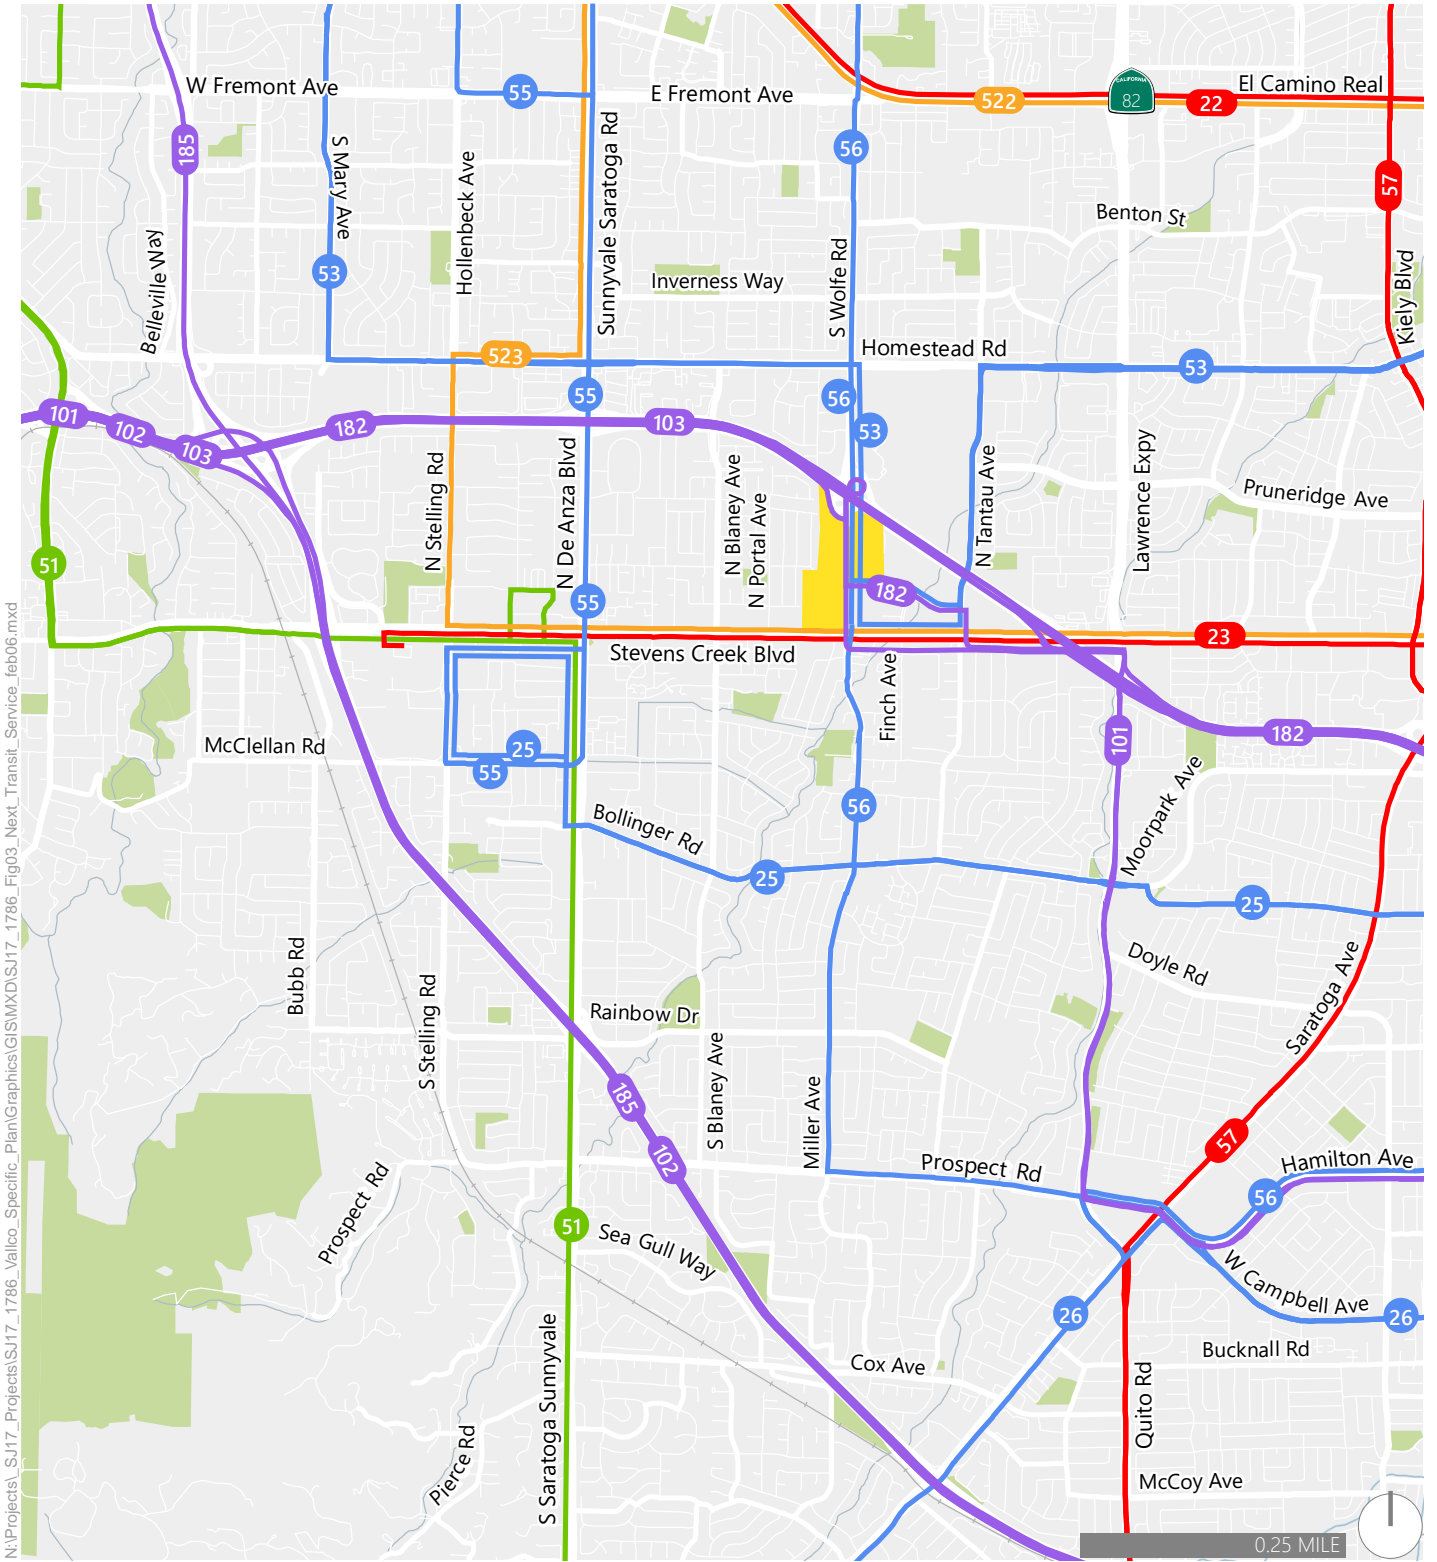 W Fremont Ave
55
E Fremont Ave
522
CALIFORNIA
82
22
El Camino Real
185
S Mary Ave
Hollenbeck Ave
Sunnyvale Saratoga Rd
56
57
Benton St
Belleville Way
53
Inverness Way
S Wolfe Rd
Kiely Blvd
523
Homestead Rd
53
55
56
53
101
102
103
182
103
N Stelling Rd
N De Anza Blvd
N Blaney Ave
N Portal Ave
N Tantau Ave
Lawrence Expy
Pruneridge Ave
51
55
182
23
Stevens Creek Blvd
Finch Ave
McClellan Rd
25
55
101
182
56
Moorpark Ave
Bollinger Rd
25
25
Bubb Rd
S Stelling Rd
Doyle Rd
Saratoga Ave
Rainbow Dr
S Blaney Ave
Miller Ave
185
102
57
Prospect Rd
Hamilton Ave
56
Prospect Rd
51
Sea Gull Way
W Campbell Ave
26
26
Bucknall Rd
Cox Ave
Quito Rd
S Saratoga Sunnyvale
Pierce Rd
McCoy Ave
0.25 MILE
N:\Projects\_SJ17_Projects\SJ17_1786_Vallco_Specific_Plan\Graphics\GIS\MXD\SJ17_1786_Fig03_Next_Transit_Service_feb06.mxd